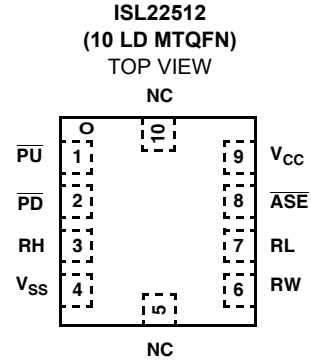 ISL22512
(10 LD MTQFN)
TOP VIEW
NC
O
10
PU 1 9 VCC
PD 2 8 ASE
RH 3 7 RL
VSS 4 6 RW
5
NC